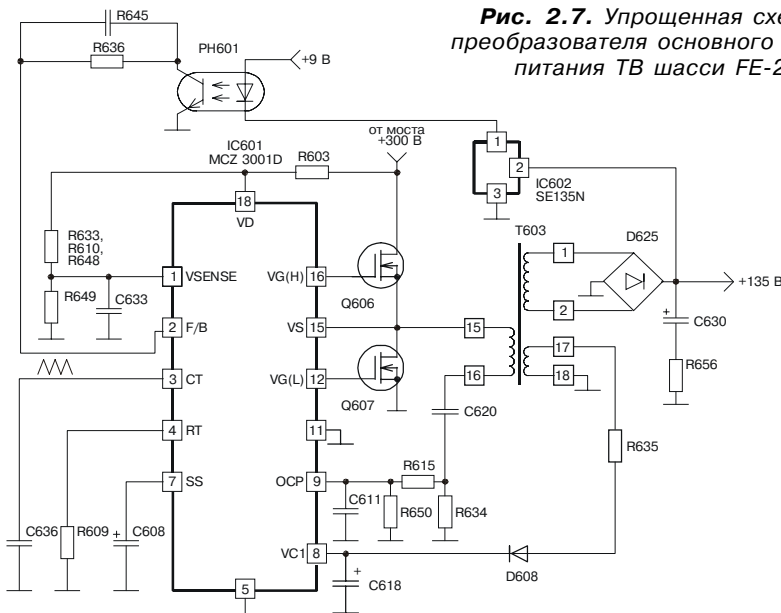 Рис. 2.7. Упрощенная схе
преобразователя основного
питания ТВ шасси FE-2
R645
R636
PH601
+9 В
от моста
+300 В
IC601
MCZ 3001D
R603
1
2
3
IC602
SE135N
18
VD
R633,
R610,
R648
T603
D625
1
VSENSE
VG(H)
16
1
R649
C633
Q606
+135 В
2
F/B
VS
15
15
2
+
C630
17
3
CT
VG(L)
12
16
18
R656
Q607
C620
4
RT
11
R635
R615
7
SS
OCP
9
C636
R609
+
C608
C611
R650
R634
VC1
8
+
C618
D608
5